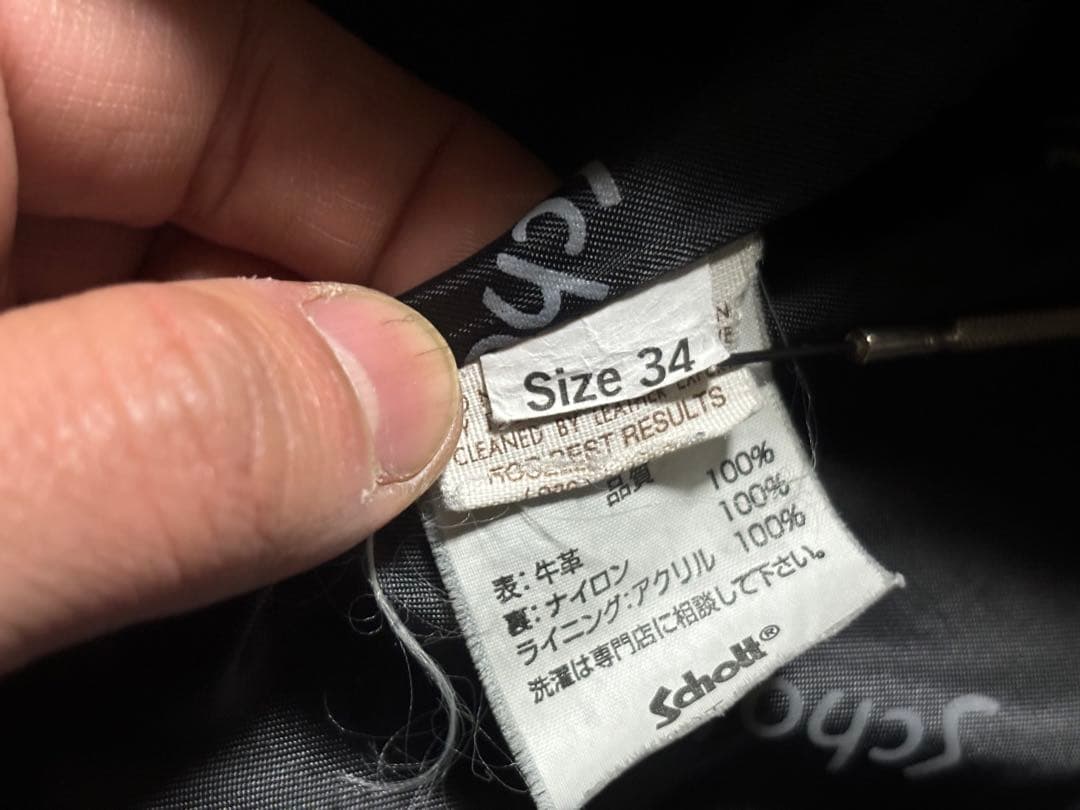 Size 34
CLEANED BY LEATHER
BEST RESULTS
品質
表:牛革 100%
裏:ナイロン 100%
ライニング:アクリル 100%
洗濯は専門店に相談して下さい。
Schott®
Scho